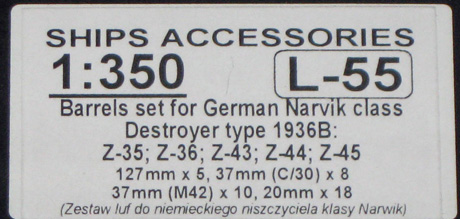 SHIPS ACCESSORIES
1:350 L-55
Barrels set for German Narvik class
Destroyer type 1936B:
Z-35; Z-36; Z-43; Z-44; Z-45
127mm x 5, 37mm (C/30) x 8
37mm (M42) x 10, 20mm x 18
(Zestaw luf do niemieckiego niszczyciela klasy Narwik)